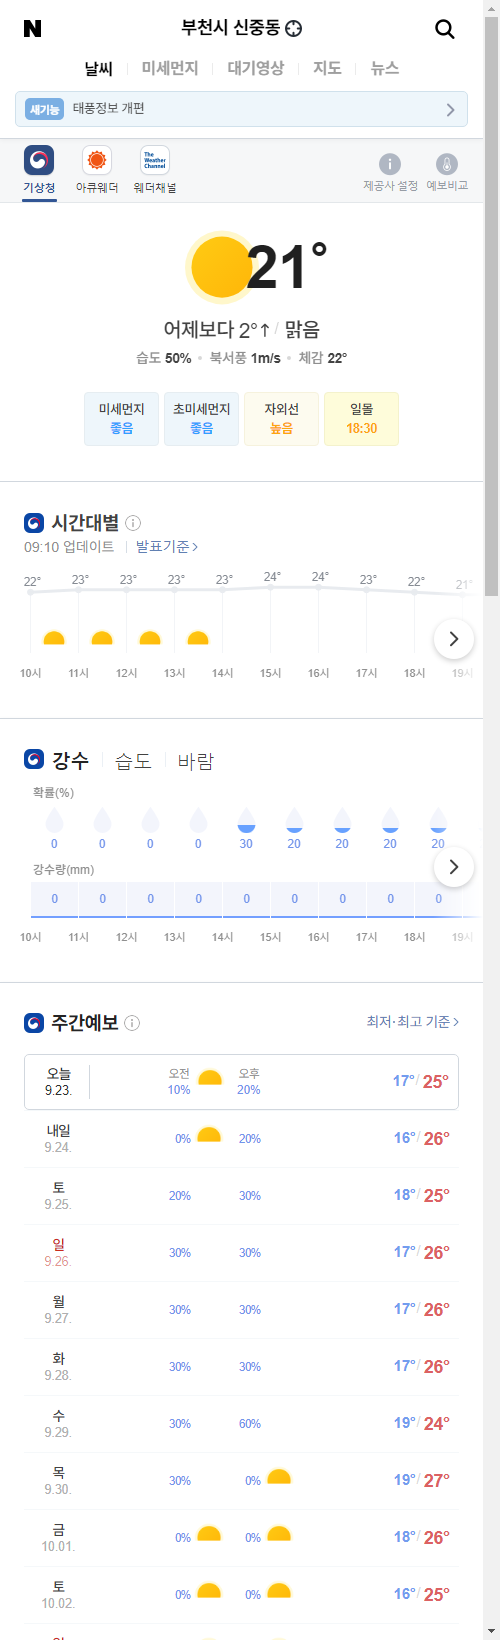 N
부천시 신중동
날씨 미세먼지 대기영상 지도 뉴스
새기능 태풍정보 개편
The
Weather
Channel
기상청 아큐웨더 웨더채널 제공사 설정 예보비교
21°
어제보다 2°↑ / 맑음
습도 50% • 북서풍 1m/s • 체감 22°
미세먼지 초미세먼지 자외선 일몰
좋음 좋음 높음 18:30
시간대별
09:10 업데이트 발표기준 >
22° 23° 23° 23° 23° 24° 24° 23° 22° 21°
10시 11시 12시 13시 14시 15시 16시 17시 18시 19시
강수 습도 바람
확률(%)
0 0 0 0 30 20 20 20 20
강수량(mm)
0 0 0 0 0 0 0 0 0
10시 11시 12시 13시 14시 15시 16시 17시 18시 19시
주간예보 최저·최고 기준 >
오늘 오전 오후
9.23. 10% 20% 17° / 25°
내일
9.24. 0% 20% 16° / 26°
토
9.25. 20% 30% 18° / 25°
일
9.26. 30% 30% 17° / 26°
월
9.27. 30% 30% 17° / 26°
화
9.28. 30% 30% 17° / 26°
수
9.29. 30% 60% 19° / 24°
목
9.30. 30% 0% 19° / 27°
금
10.01. 0% 0% 18° / 26°
토
10.02. 0% 0% 16° / 25°